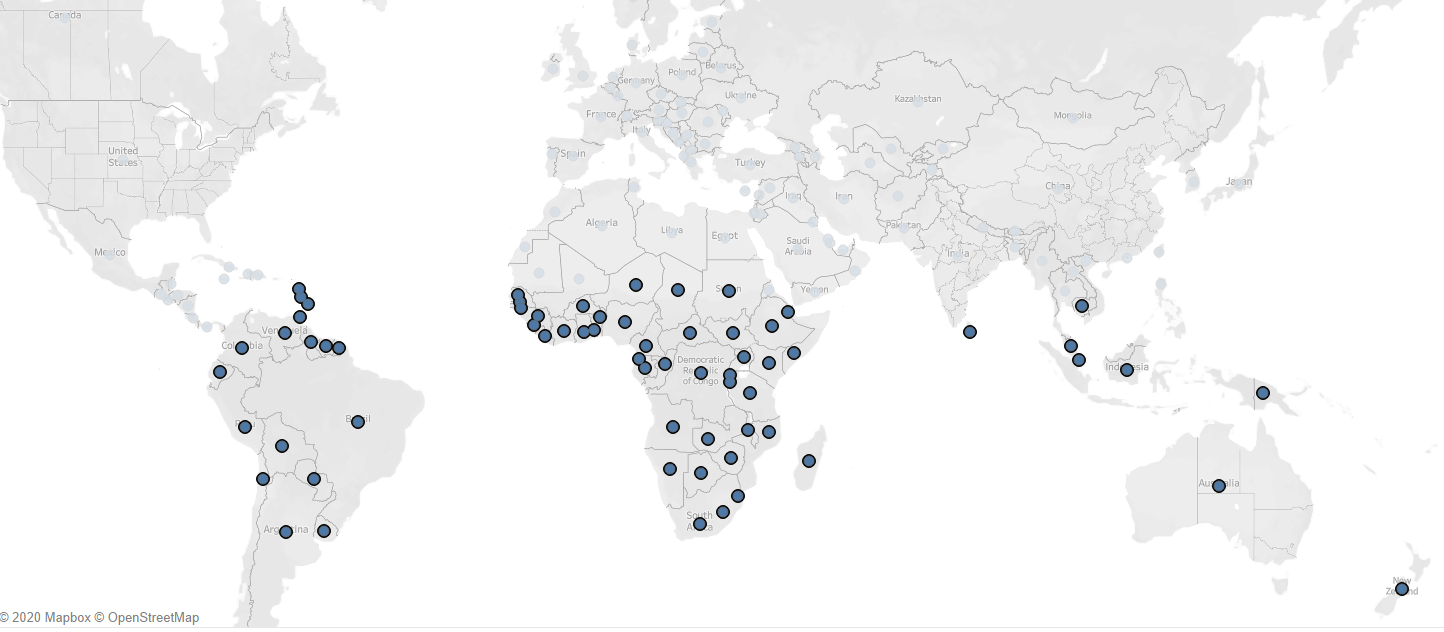 Canada
Poland
Belarus
Germany
Ukraine
Kazakhstan
France
Mongolia
Italy
United
States
Spain
Turkey
Japan
China
Iraq
Iran
Algeria
Libya
Egypt
Pakistan
Saudi
Arabia
Mexico
India
Yemen
Venezuela
Colombia
Democratic
Republic
of Congo
Indonesia
Brazil
Australia
South
Africa
Argentina
New
Zealand
© 2020 Mapbox © OpenStreetMap